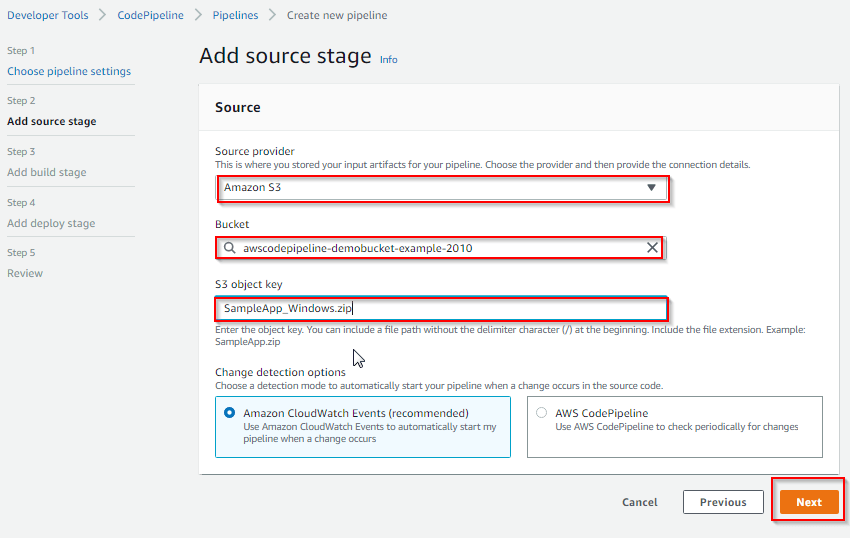 Developer Tools > CodePipeline > Pipelines > Create new pipeline
Step 1
Choose pipeline settings
Step 2
Add source stage
Step 3
Add build stage
Step 4
Add deploy stage
Step 5
Review
Add source stage Info
Source
Source provider
This is where you stored your input artifacts for your pipeline. Choose the provider and then provide the connection details.
Amazon S3
Bucket
awscodepipeline-demobucket-example-2010
S3 object key
SampleApp_Windows.zip
Enter the object key. You can include a file path without the delimiter character (/) at the beginning. Include the file extension. Example:
SampleApp.zip
Change detection options
Choose a detection mode to automatically start your pipeline when a change occurs in the source code.
Amazon CloudWatch Events (recommended)
Use Amazon CloudWatch Events to automatically start my
pipeline when a change occurs
AWS CodePipeline
Use AWS CodePipeline to check periodically for changes
Cancel Previous Next